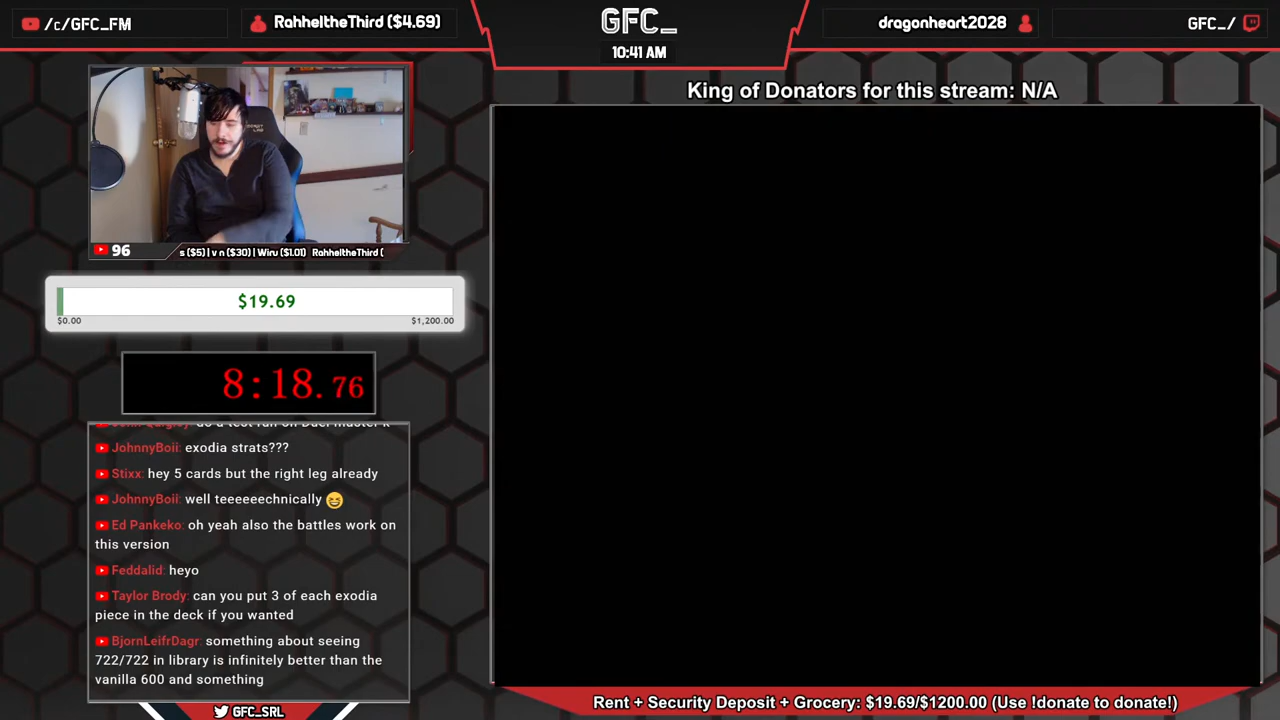 /c/GFC_FM
RahheltheThird ($4.69)
GFC_
10:41 AM
dragonheart2028
GFC_/
King of Donators for this stream: N/A
96
s ($5) | v n ($30) | Wiru ($1.01) RahheltheThird (
$19.69
$0.00
$1,200.00
8:18.76
JohnnyBoii: exodia strats???
Stixx: hey 5 cards but the right leg already
JohnnyBoii: well teeeeeechnically 😆
Ed Pankeko: oh yeah also the battles work on
this version
Feddalid: heyo
Taylor Brody: can you put 3 of each exodia
piece in the deck if you wanted
BjornLeifrDagr: something about seeing
722/722 in library is infinitely better than the
vanilla 600 and something
GFC_SRL
Rent + Security Deposit + Grocery: $19.69/$1200.00 (Use !donate to donate!)